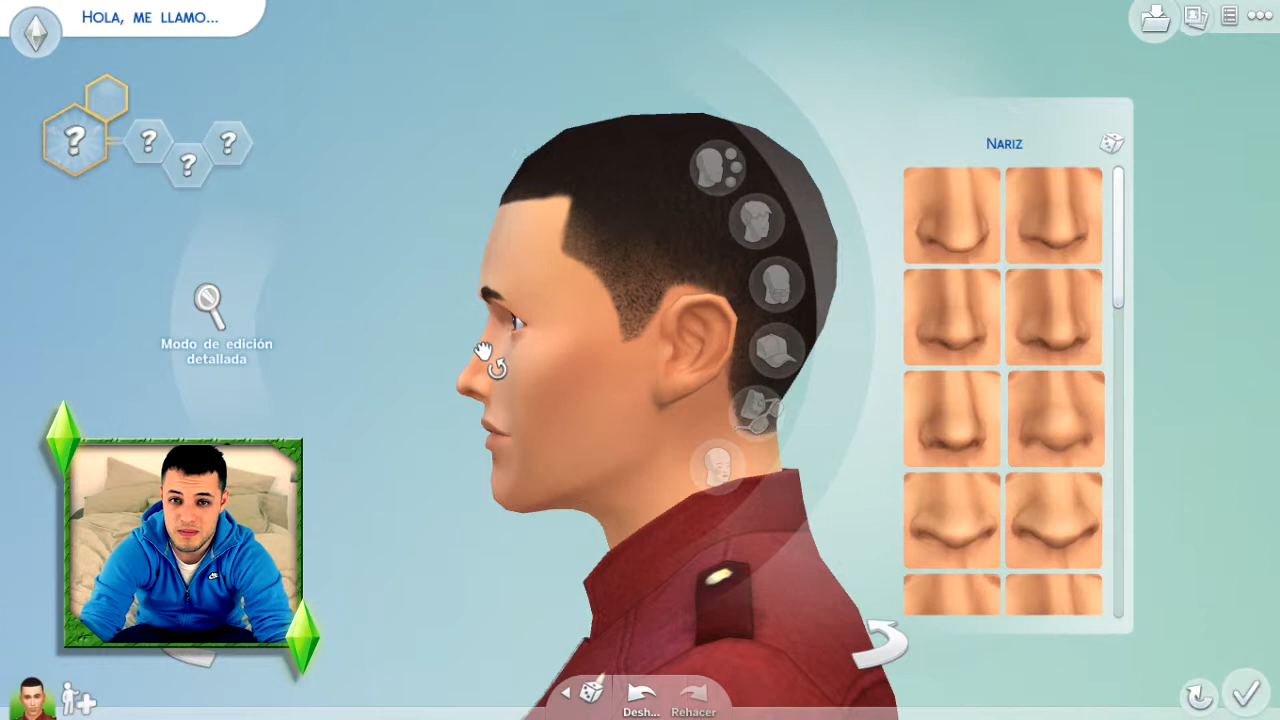 HOLA, ME LLAMO...
NARIZ
Modo de edición
detallada
Desh...
Rehacer